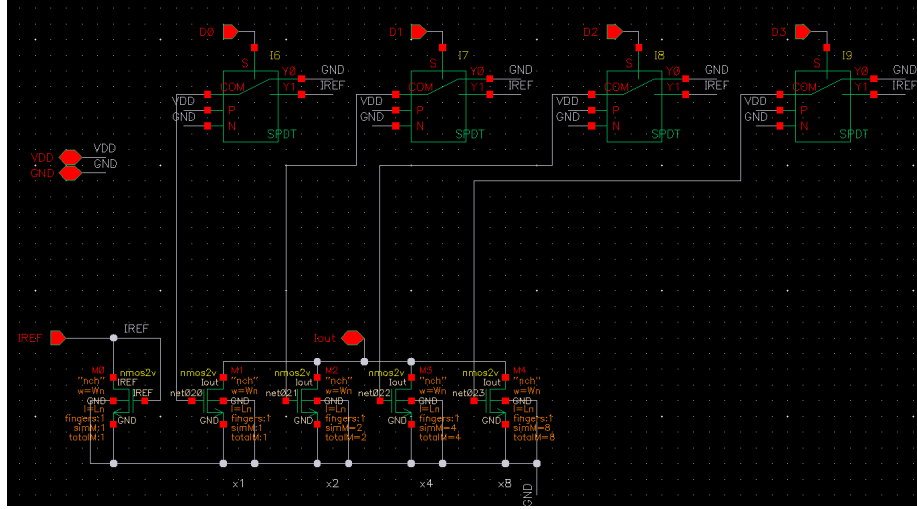 D0 D1 D2 D3
I6 I7 I8 I9
S Y0 GND S Y0 GND S Y0 GND S Y0 GND
COM Y1 IREF COM Y1 IREF COM Y1 IREF COM Y1 IREF
VDD P VDD P VDD P VDD P
GND N GND N GND N GND N
SPDT SPDT SPDT SPDT
VDD VDD
GND GND
IREF IREF Iout
M0 nmos2v nmos2v M1 nmos2v M2 nmos2v M3 nmos2v M4
"nch" IREF Iout "nch" Iout "nch" Iout "nch" Iout "nch"
w=Wn IREF net020 w=Wn net021 w=Wn net022 w=Wn net023 w=Wn
GND GND GND GND GND
l=Ln l=Ln l=Ln l=Ln l=Ln
fingers:1 GND GND fingers:1 GND fingers:1 GND fingers:1 GND fingers:1
simM:1 simM:1 simM=2 simM=4 simM=8
totalM:1 totalM:1 totalM=2 totalM=4 totalM=8
x1 x2 x4 x8
GND